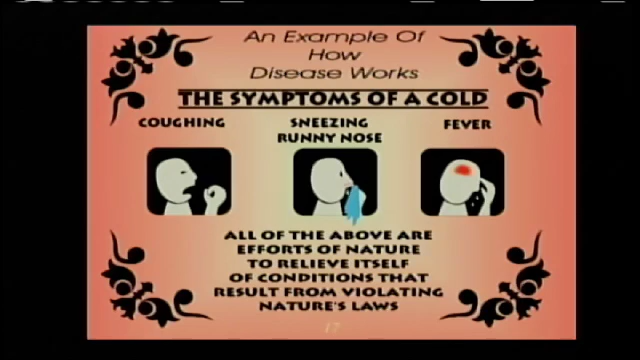 An Example Of
How
Disease Works
THE SYMPTOMS OF A COLD
COUGHING
SNEEZING
RUNNY NOSE
FEVER
ALL OF THE ABOVE ARE
EFFORTS OF NATURE
TO RELIEVE ITSELF
OF CONDITIONS THAT
RESULT FROM VIOLATING
NATURE'S LAWS
17